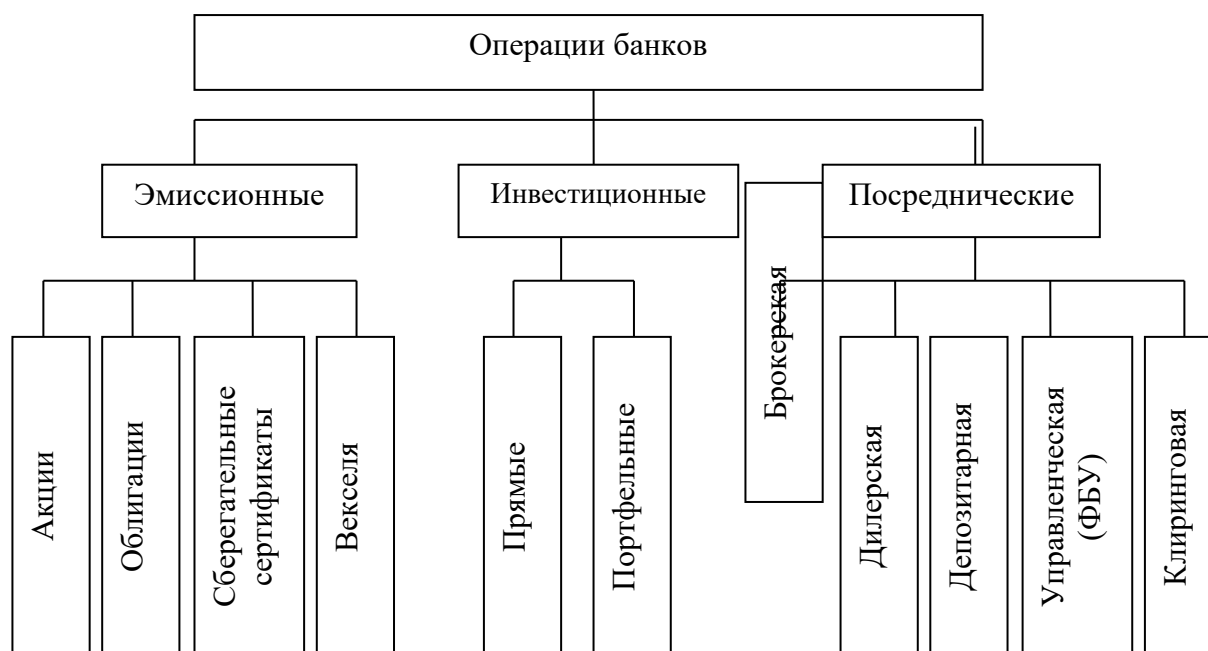 Операции банков
Эмиссионные
Инвестиционные
Посреднические
Акции
Облигации
Сберегательные
сертификаты
Векселя
Прямые
Портфельные
Брокерская
Дилерская
Депозитарная
Управленческая
(ФБУ)
Клиринговая